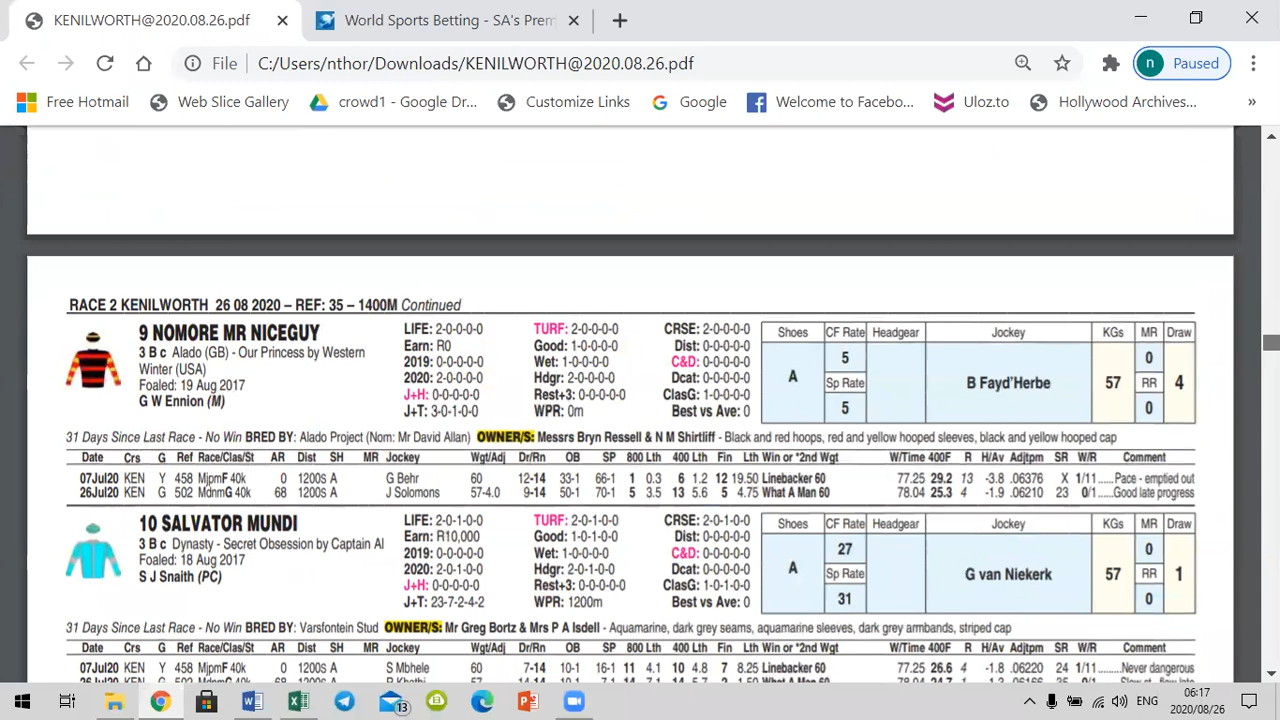 KENILWORTH@2020.08.26.pdf
World Sports Betting - SA's Prem
File
C:/Users/nthor/Downloads/KENILWORTH@2020.08.26.pdf
n Paused
Free Hotmail
Web Slice Gallery
crowd1 - Google Dr...
Customize Links
Google
Welcome to Facebo...
Uloz.to
Hollywood Archives...
»
RACE 2 KENILWORTH 26 08 2020 – REF: 35 – 1400M Continued
9 NOMORE MR NICEGUY
3 B c Alado (GB) - Our Princess by Western
Winter (USA)
Foaled: 19 Aug 2017
G W Ennion (M)
LIFE: 2-0-0-0-0
Earn: R0
2019: 0-0-0-0-0
2020: 2-0-0-0-0
J+H: 0-0-0-0-0
J+T: 3-0-1-0-0
TURF: 2-0-0-0-0
Good: 1-0-0-0-0
Wet: 1-0-0-0-0
Hdgr: 2-0-0-0-0
Rest+3: 0-0-0-0-0
WPR: 0m
CRSE: 2-0-0-0-0
Dist: 0-0-0-0-0
C&D: 0-0-0-0-0
Dcat: 0-0-0-0-0
ClasG: 1-0-0-0-0
Best vs Ave: 0
Shoes CF Rate Headgear Jockey KGs MR Draw
A 5 B Fayd'Herbe 57 0 4
Sp Rate RR
5 0
31 Days Since Last Race - No Win BRED BY: Alado Project (Nom: Mr David Allan) OWNER/S: Messrs Bryn Ressell & N M Shirtliff - Black and red hoops, red and yellow hooped sleeves, black and yellow hooped cap
Date Crs G Ref Race/Clas/St AR Dist SH MR Jockey Wgt/Adj Dr/Rn OB SP 800 Lth 400 Lth Fin Lth Win or *2nd Wgt W/Time 400F R H/Av Adjtpm SR W/R Comment
07Jul20 KEN Y 458 MjpmF 40k 0 1200S A G Behr 60 12-14 33-1 66-1 1 0.3 6 1.2 12 19.50 Linebacker 60 77.25 29.2 13 -3.8 .06376 X 1/11 ......Pace - emptied out
26Jul20 KEN G 502 MdnmG 40k 68 1200S A J Solomons 57-4.0 9-14 50-1 70-1 5 3.5 13 5.6 5 4.75 What A Man 60 78.04 25.3 4 -1.9 .06210 23 0/1 .....Good late progress
10 SALVATOR MUNDI
3 B c Dynasty - Secret Obsession by Captain Al
Foaled: 18 Aug 2017
S J Snaith (PC)
LIFE: 2-0-1-0-0
Earn: R10,000
2019: 0-0-0-0-0
2020: 2-0-1-0-0
J+H: 0-0-0-0-0
J+T: 23-7-2-4-2
TURF: 2-0-1-0-0
Good: 1-0-1-0-0
Wet: 1-0-0-0-0
Hdgr: 2-0-1-0-0
Rest+3: 0-0-0-0-0
WPR: 1200m
CRSE: 2-0-1-0-0
Dist: 0-0-0-0-0
C&D: 0-0-0-0-0
Dcat: 0-0-0-0-0
ClasG: 1-0-1-0-0
Best vs Ave: 0
Shoes CF Rate Headgear Jockey KGs MR Draw
A 27 G van Niekerk 57 0 1
Sp Rate RR
31 0
31 Days Since Last Race - No Win BRED BY: Varsfontein Stud OWNER/S: Mr Greg Bortz & Mrs P A Isdell - Aquamarine, dark grey seams, aquamarine sleeves, dark grey armbands, striped cap
Date Crs G Ref Race/Clas/St AR Dist SH MR Jockey Wgt/Adj Dr/Rn OB SP 800 Lth 400 Lth Fin Lth Win or *2nd Wgt W/Time 400F R H/Av Adjtpm SR W/R Comment
07Jul20 KEN Y 458 MjpmF 40k 0 1200S A S Mbhele 60 7-14 10-1 16-1 11 4.1 10 4.8 7 8.25 Linebacker 60 77.25 26.6 4 -1.8 .06220 24 1/11 ..........Never dangerous
13
ENG
06:17
2020/08/26